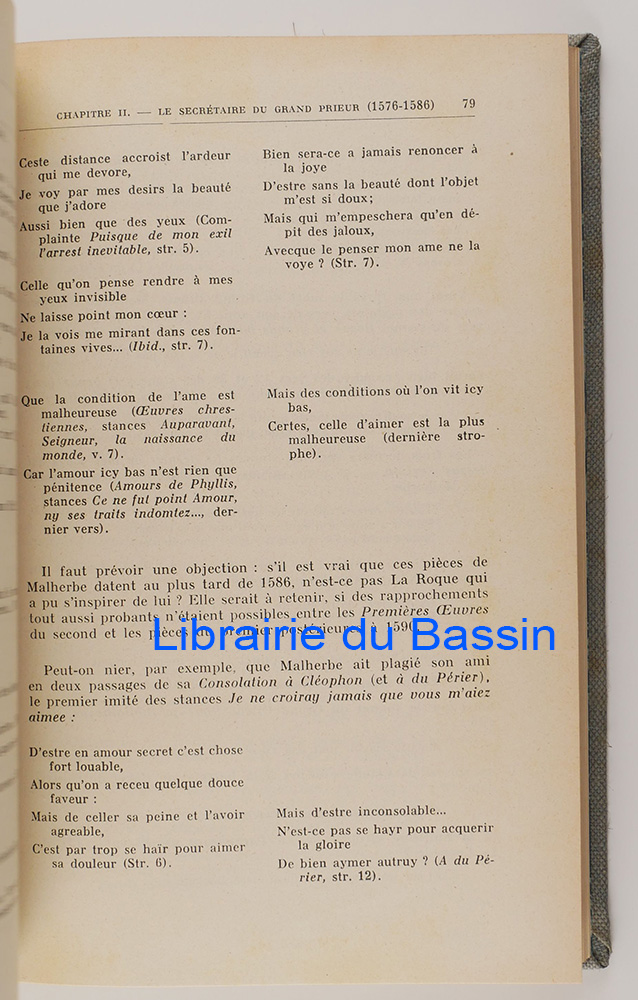 CHAPITRE II. — LE SECRÉTAIRE DU GRAND PRIEUR (1576-1586) 79
Ceste distance accroist l'ardeur
qui me devore,
Je voy par mes desirs la beauté
que j'adore
Aussi bien que des yeux (Com-
plainte Puisque de mon exil
l'arrest inevitable, str. 5).
Celle qu'on pense rendre à mes
yeux invisible
Ne laisse point mon cœur :
Je la vois me mirant dans ces fon-
taines vives... (Ibid., str. 7).
Bien sera-ce a jamais renoncer à
la joye
D'estre sans la beauté dont l'objet
m'est si doux;
Mais qui m'empeschera qu'en dé-
pit des jaloux,
Avecque le penser mon ame ne la
voye ? (Str. 7).
Que la condition de l'ame est
malheureuse (Œuvres chres-
tiennes, stances Auparavant,
Seigneur, la naissance du
monde, v. 7).
Car l'amour icy bas n'est rien que
pénitence (Amours de Phyllis,
stances Ce ne fut point Amour,
ny ses traits indomtez..., der-
nier vers).
Mais des conditions où l'on vit icy
bas,
Certes, celle d'aimer est la plus
malheureuse (dernière stro-
phe).
Il faut prévoir une objection : s'il est vrai que ces pièces de
Malherbe datent au plus tard de 1586, n'est-ce pas La Roque qui
a pu s'inspirer de lui ? Elle serait à retenir, si des rapprochements
tout aussi probants n'étaient possibles entre les Premières Œuvres
du second et les pièces du premier postérieures à 1590.
Librairie du Bassin
Peut-on nier, par exemple, que Malherbe ait plagié son ami
en deux passages de sa Consolation à Cléophon (et à du Périer),
le premier imité des stances Je ne croiray jamais que vous m'aiez
aimee :
D'estre en amour secret c'est chose
fort louable,
Alors qu'on a receu quelque douce
faveur :
Mais de celler sa peine et l'avoir
agreable,
C'est par trop se haïr pour aimer
sa douleur (Str. 6).
Mais d'estre inconsolable...
N'est-ce pas se hayr pour acquerir
la gloire
De bien aymer autruy ? (A du Pé-
rier, str. 12).